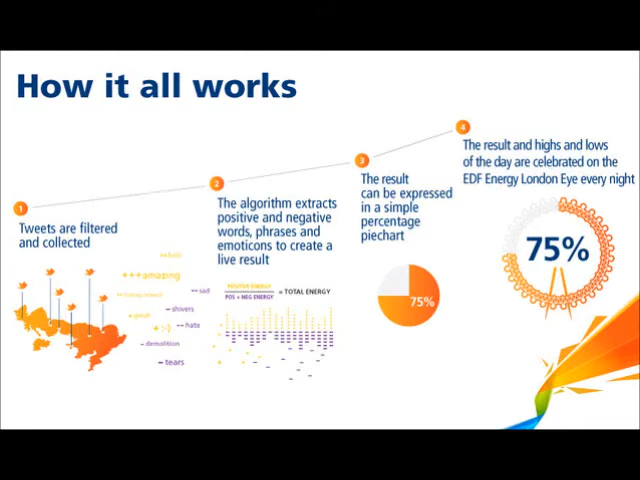 How it all works
1
Tweets are filtered
and collected
+++amazing
-- sad
- shivers
+ :-)
-- hate
- demolition
- tears
2
The algorithm extracts
positive and negative
words, phrases and
emoticons to create a
live result
POSITIVE ENERGY
POS + NEG ENERGY
= TOTAL ENERGY
3
The result
can be expressed
in a simple
percentage
piechart
75%
4
The result and highs and lows
of the day are celebrated on the
EDF Energy London Eye every night
75%